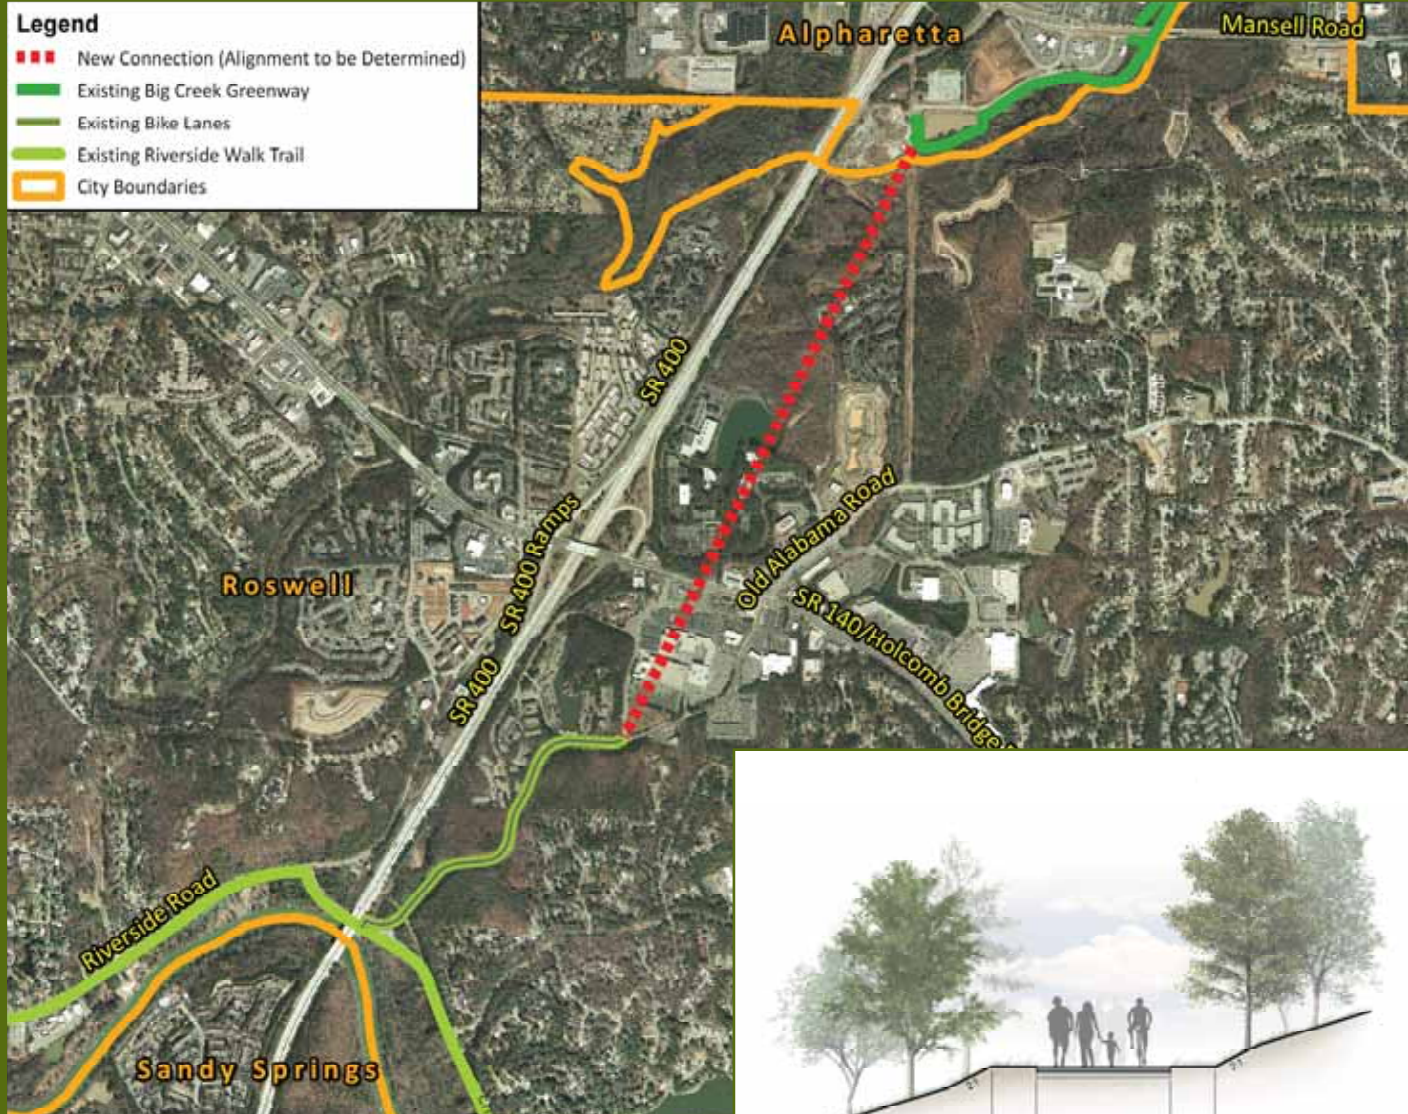 Legend
New Connection (Alignment to be Determined)
Existing Big Creek Greenway
Existing Bike Lanes
Existing Riverside Walk Trail
City Boundaries
Alpharetta
Mansell Road
SR 400
Old Alabama Road
SR 400 Ramps
Roswell
SR 140/Holcomb Bridge
SR 400
Riverside Road
Sandy Springs